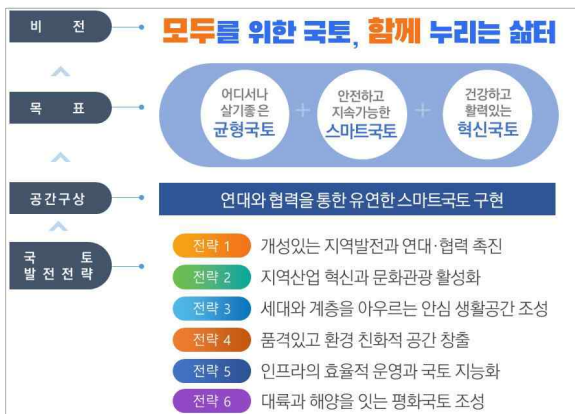 비 전
모두를 위한 국토, 함께 누리는 삶터
목 표
어디서나
살기좋은
균형국토
+
안전하고
지속가능한
스마트국토
+
건강하고
활력있는
혁신국토
공간구상
연대와 협력을 통한 유연한 스마트국토 구현
국 토
발전전략
전략 1 개성있는 지역발전과 연대·협력 촉진
전략 2 지역산업 혁신과 문화관광 활성화
전략 3 세대와 계층을 아우르는 안심 생활공간 조성
전략 4 품격있고 환경 친화적 공간 창출
전략 5 인프라의 효율적 운영과 국토 지능화
전략 6 대륙과 해양을 잇는 평화국토 조성